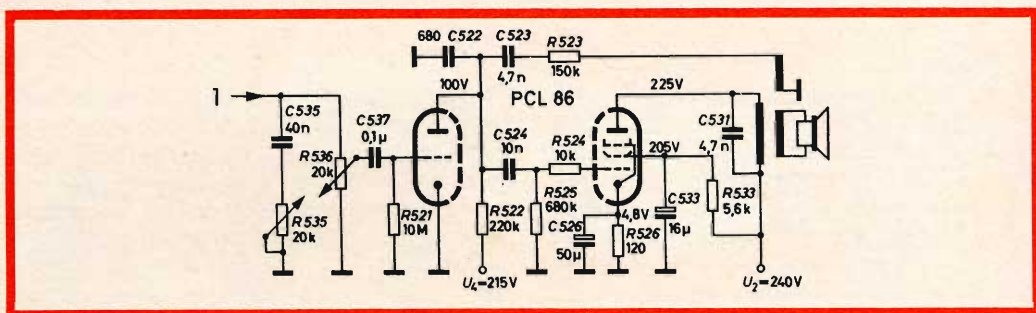 680 C522
C523
4,7n
R523
150k
1
C535
40n
R536
20k
R535
20k
C537
0,1µ
R521
10M
100V
PCL 86
C524
10n
R522
220k
U4=215V
R524
10k
R525
680k
C526
50µ
225V
205V
4,8V
R526
120
C533
16µ
C531
4,7n
R533
5,6k
U2=240V